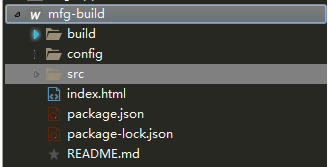 mfg-build
build
config
src
index.html
package.json
package-lock.json
README.md